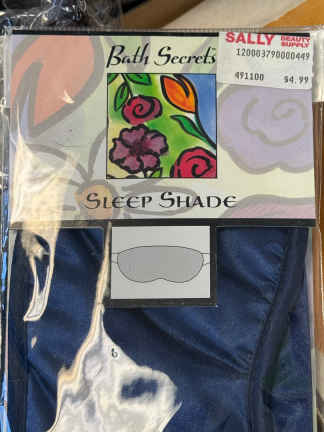 Bath Secrets
SALLY BEAUTY SUPPLY
120003790000449
491100 $4.99
SLEEP SHADE